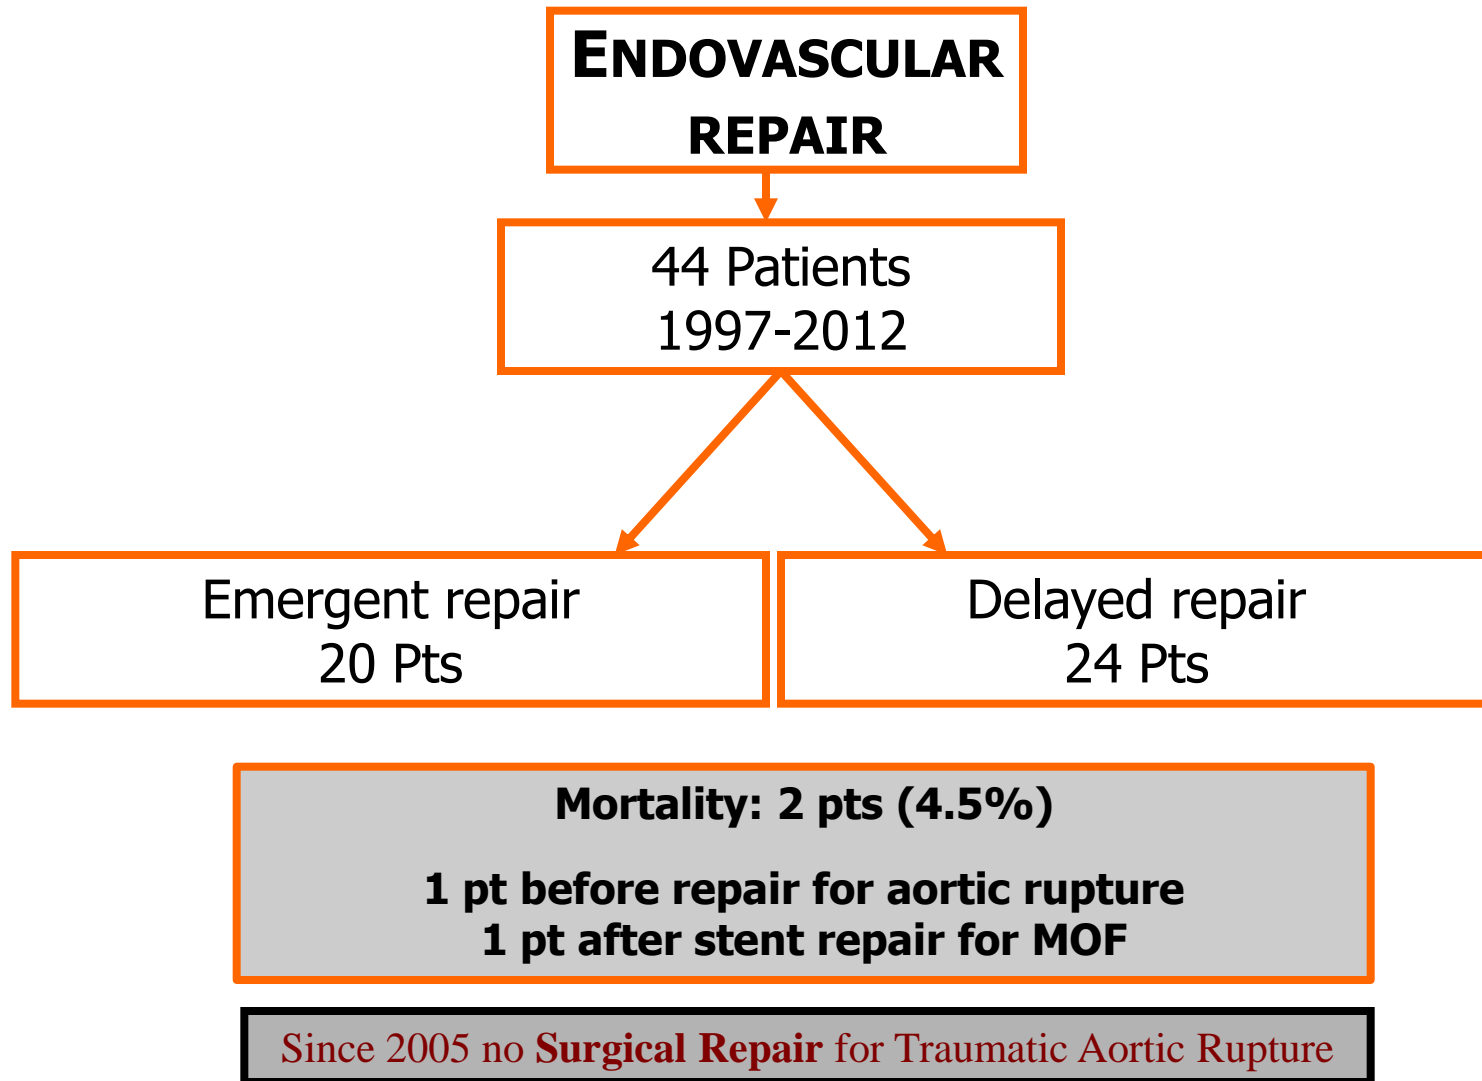 ENDOVASCULAR
REPAIR
44 Patients
1997-2012
Emergent repair
20 Pts
Delayed repair
24 Pts
Mortality: 2 pts (4.5%)
1 pt before repair for aortic rupture
1 pt after stent repair for MOF
Since 2005 no Surgical Repair for Traumatic Aortic Rupture